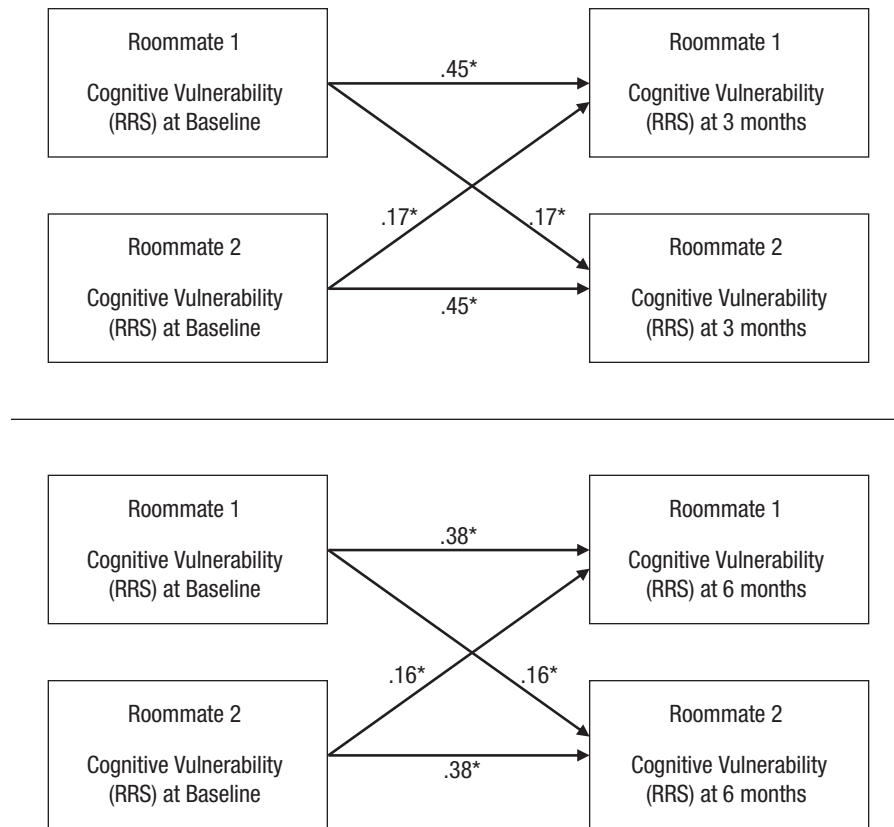 Roommate 1
Cognitive Vulnerability
(RRS) at Baseline
.45*
Roommate 1
Cognitive Vulnerability
(RRS) at 3 months
.17*
.17*
Roommate 2
Cognitive Vulnerability
(RRS) at Baseline
.45*
Roommate 2
Cognitive Vulnerability
(RRS) at 3 months
Roommate 1
Cognitive Vulnerability
(RRS) at Baseline
.38*
Roommate 1
Cognitive Vulnerability
(RRS) at 6 months
.16*
.16*
Roommate 2
Cognitive Vulnerability
(RRS) at Baseline
.38*
Roommate 2
Cognitive Vulnerability
(RRS) at 6 months